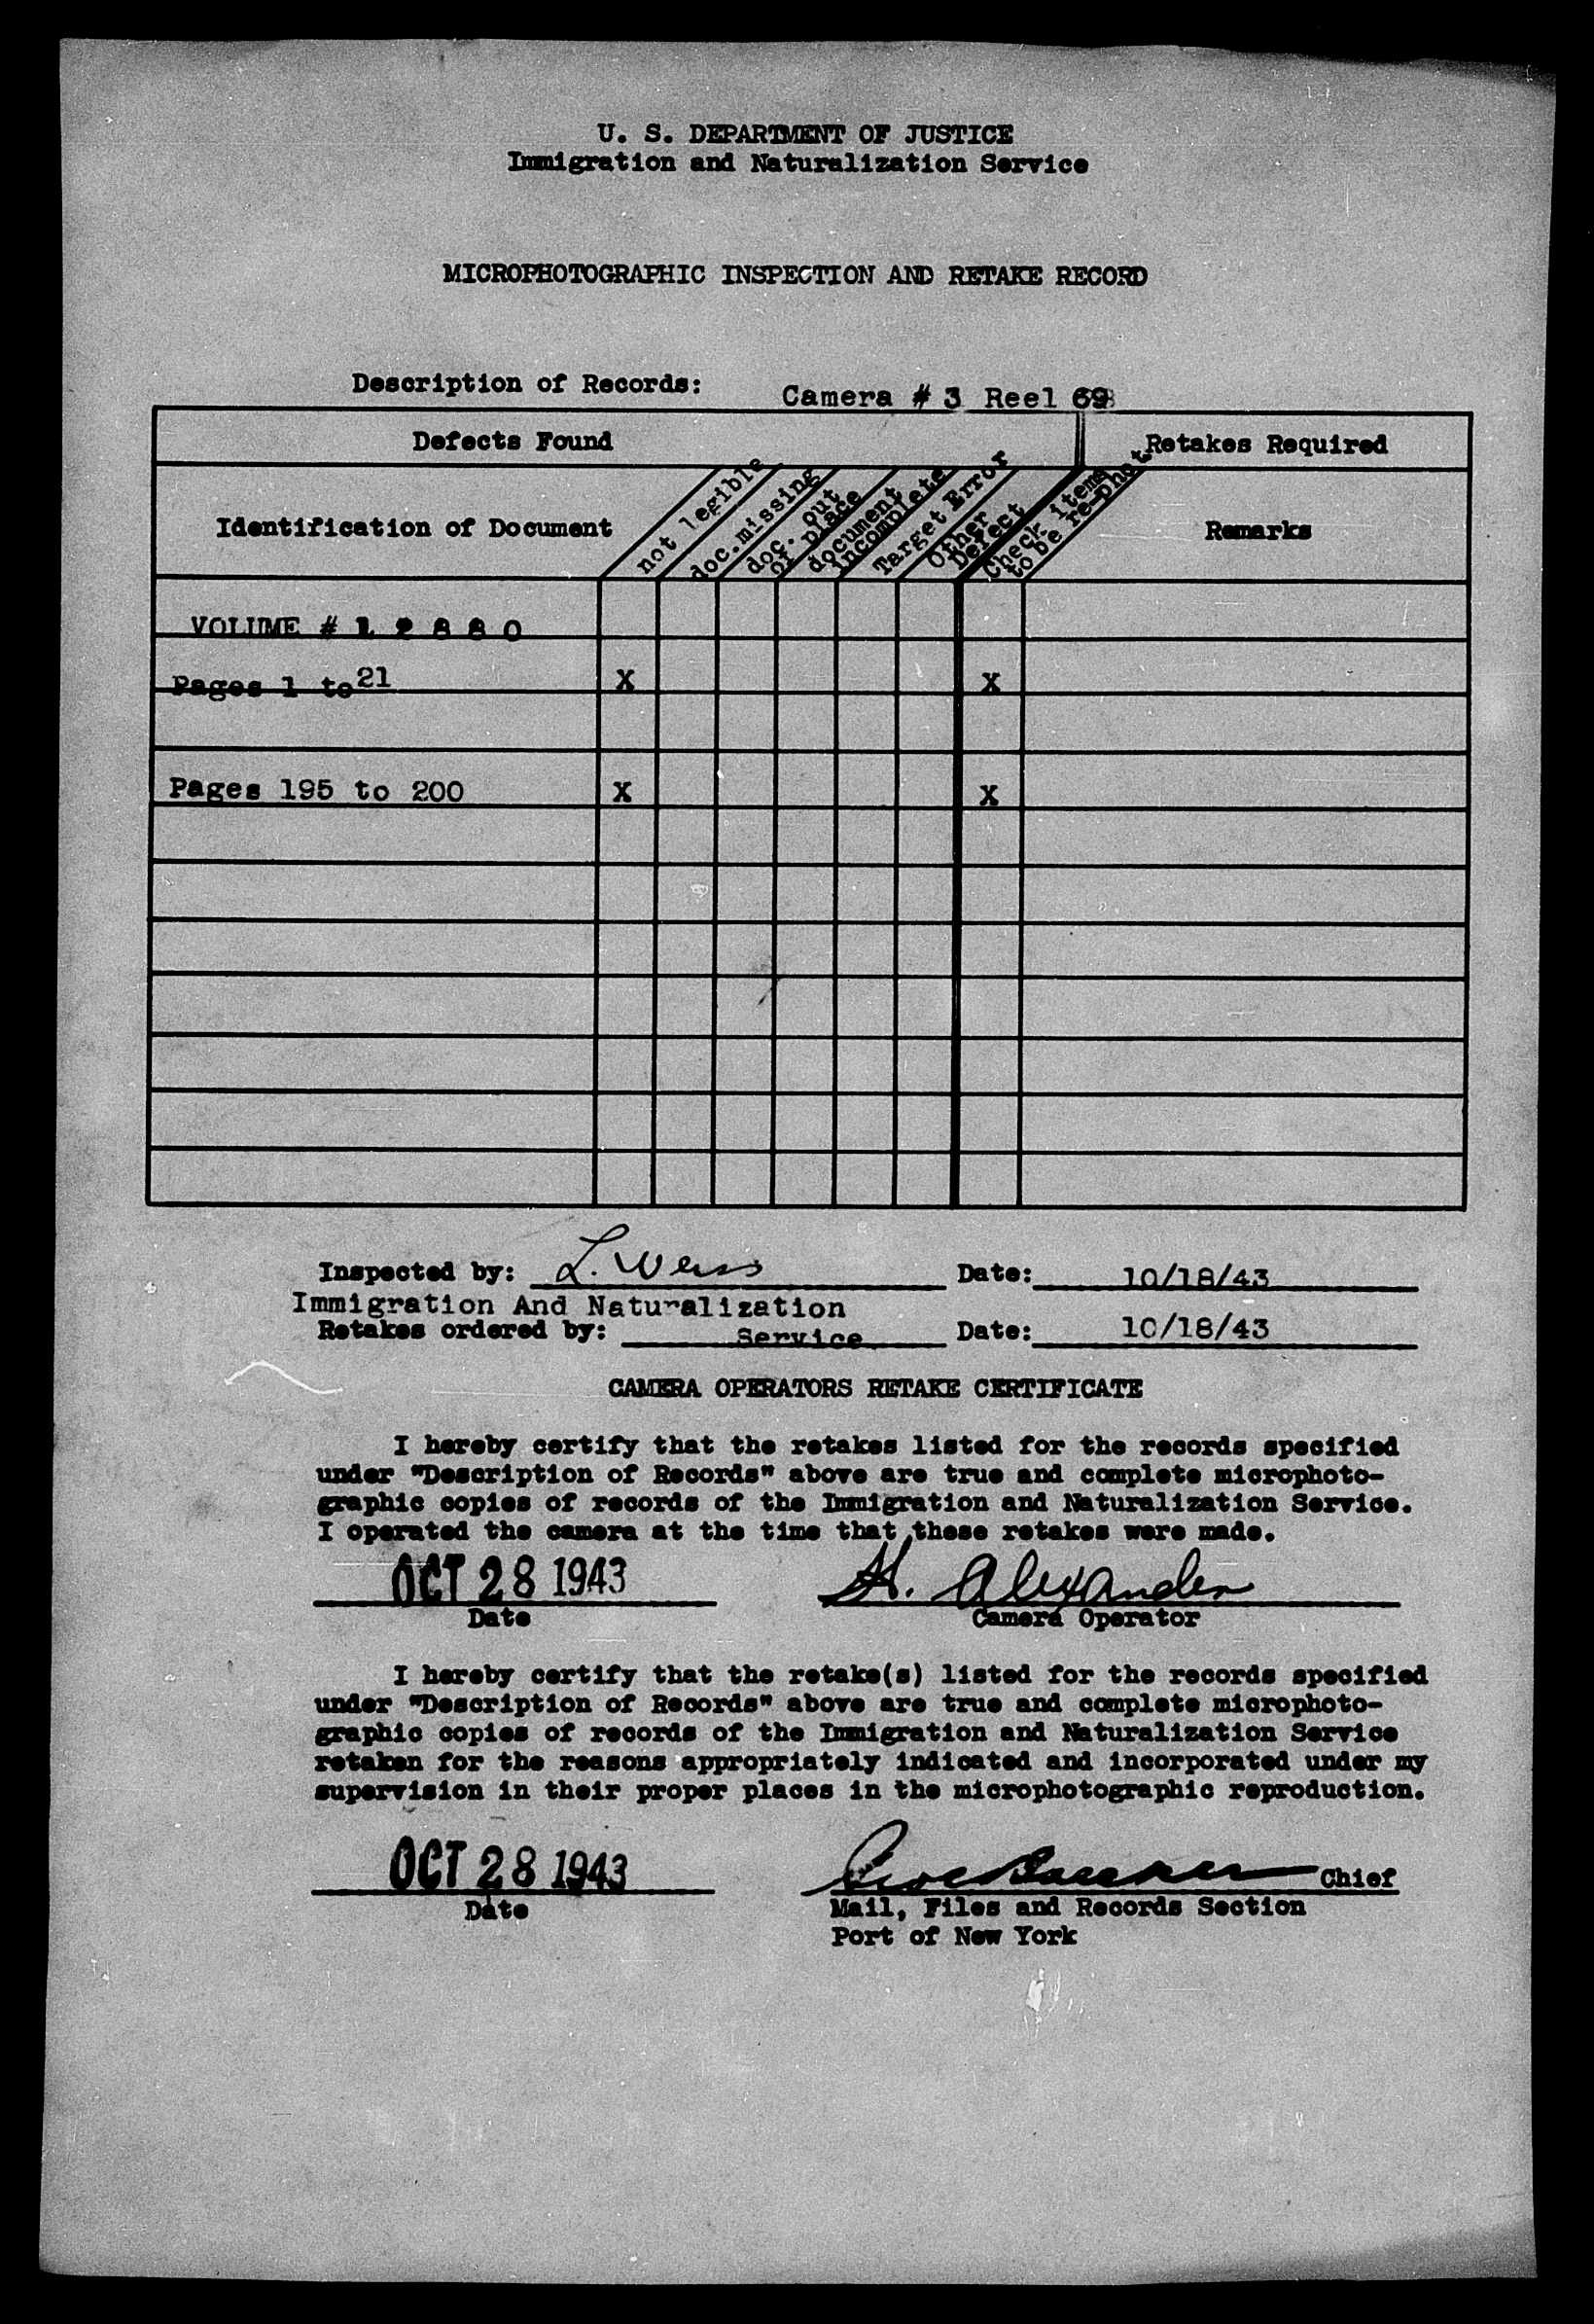 U. S. DEPARTMENT OF JUSTICE
Immigration and Naturalization Service
MICROPHOTOGRAPHIC INSPECTION AND RETAKE RECORD
Description of Records: Camera # 3 Reel 69
Defects Found Retakes Required
Identification of Document
not legible
doc. missing
doc. out
of place
document
incomplete
Target Error
Other
Defect
Check items
to be re-phot
Remarks
VOLUME # 1 2 8 8 0
Pages 1 to 21 X X
Pages 195 to 200 X X
Inspected by: L. Weiss Date: 10/18/43
Immigration And Naturalization
Retakes ordered by: Service Date: 10/18/43
CAMERA OPERATORS RETAKE CERTIFICATE
I hereby certify that the retakes listed for the records specified
under "Description of Records" above are true and complete microphoto-
graphic copies of records of the Immigration and Naturalization Service.
I operated the camera at the time that these retakes were made.
OCT 28 1943 H. Alexander
Date Camera Operator
I hereby certify that the retake(s) listed for the records specified
under "Description of Records" above are true and complete microphoto-
graphic copies of records of the Immigration and Naturalization Service
retaken for the reasons appropriately indicated and incorporated under my
supervision in their proper places in the microphotographic reproduction.
OCT 28 1943 Chief
Date Mail, Files and Records Section
Port of New York